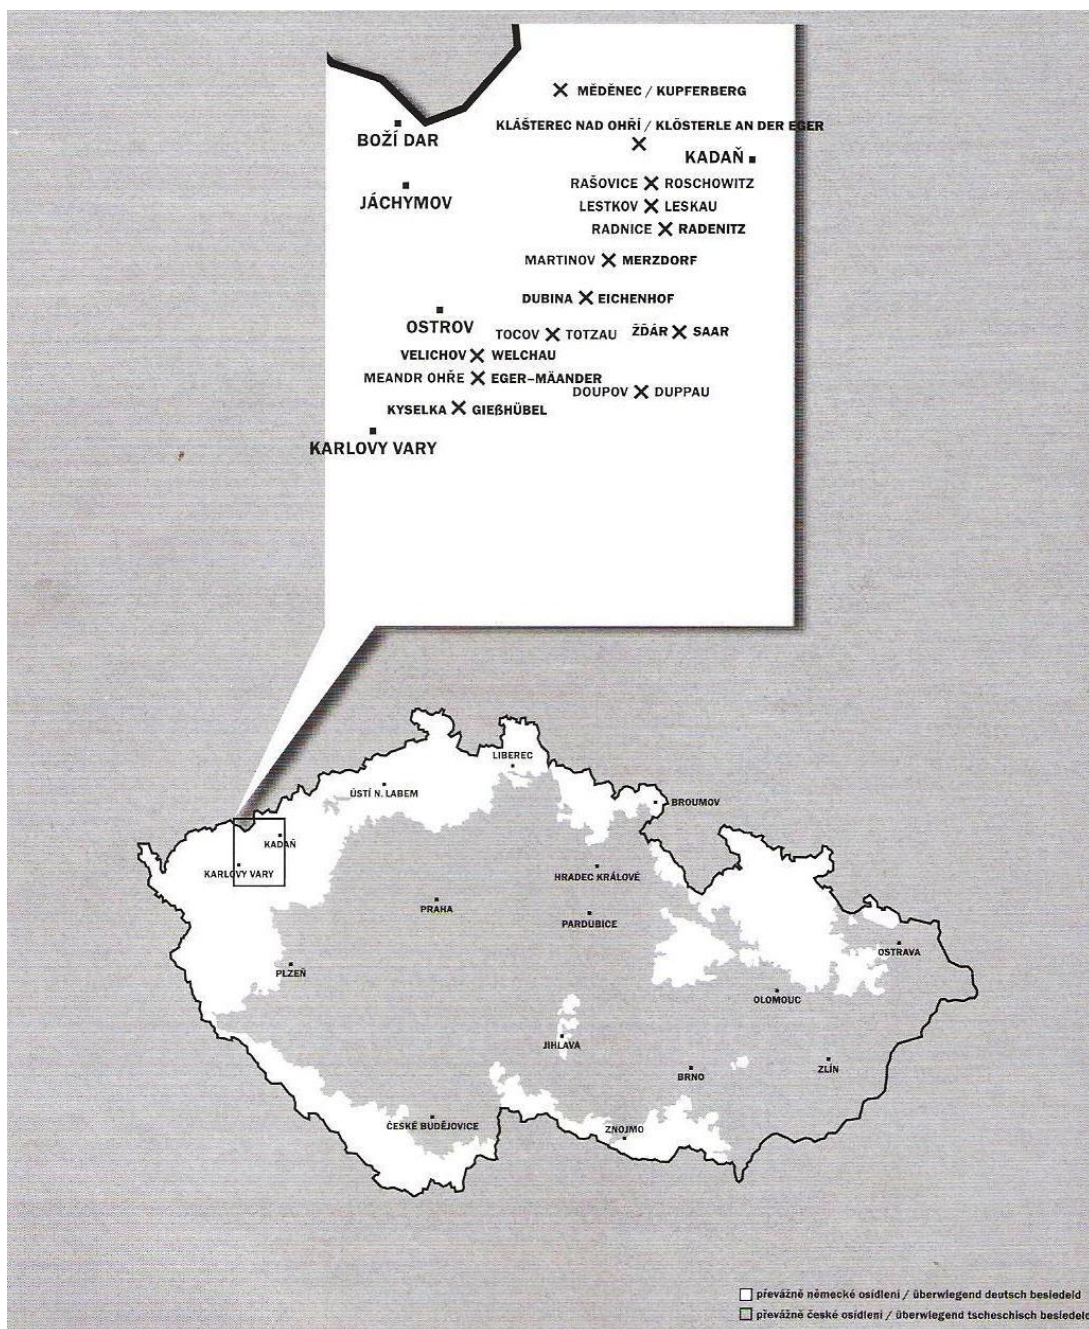 MĚDĚNEC / KUPFERBERG
KLÁŠTEREC NAD OHŘÍ / KLÖSTERLE AN DER EGER
BOŽÍ DAR
KADAŇ
RAŠOVICE ROSCHOWITZ
JÁCHYMOV
LESTKOV LESKAU
RADNICE RADENITZ
MARTINOV MERZDORF
DUBINA EICHENHOF
OSTROV
TOCOV TOTZAU
ŽĎÁR SAAR
VELICHOV WELCHAU
MEANDR OHŘE EGER–MÄANDER
DOUPOV DUPPAU
KYSELKA GIEßHÜBEL
KARLOVY VARY
LIBEREC
ÚSTÍ N. LABEM
BROUMOV
KADAŇ
KARLOVY VARY
HRADEC KRÁLOVÉ
PRAHA
PARDUBICE
OSTRAVA
PLZEŇ
OLOMOUC
JIHLAVA
ZLÍN
BRNO
ČESKÉ BUDĚJOVICE
ZNOJMO
převážně německé osídlení / überwiegend deutsch besiedeld
převážně české osídlení / überwiegend tscheschisch besiedeld